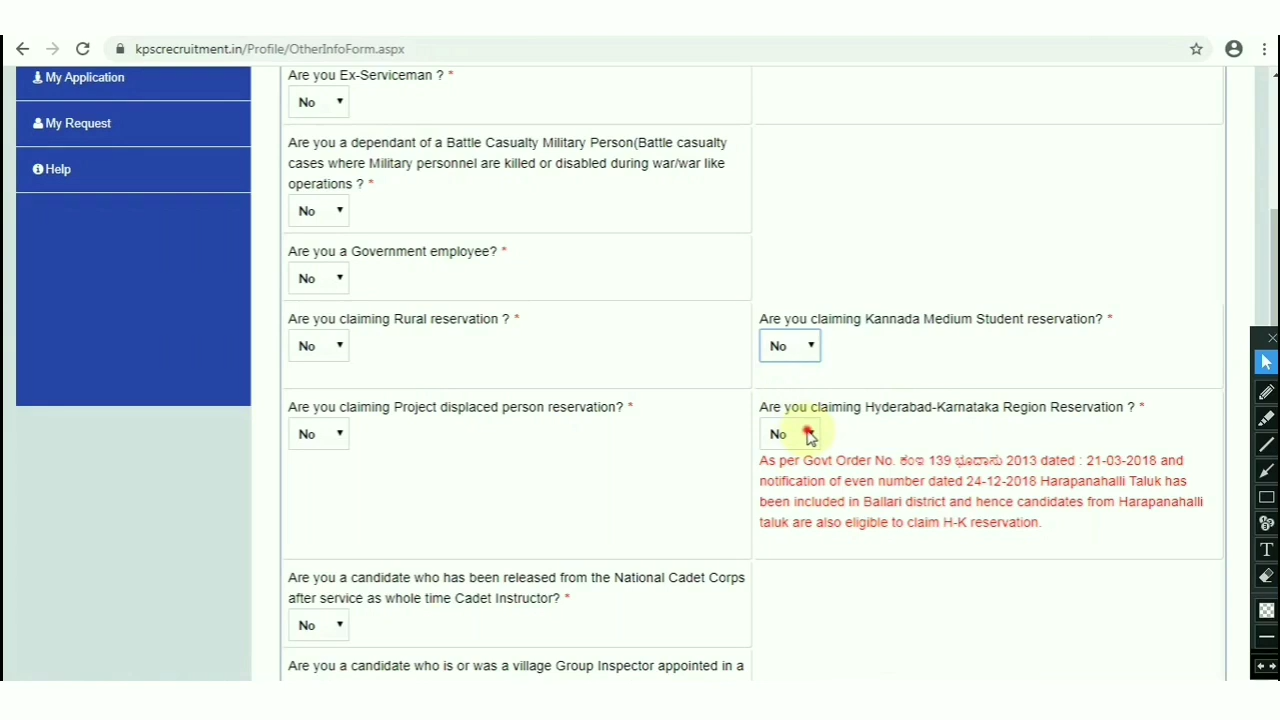 kpscrecruitment.in/Profile/OtherInfoForm.aspx
My Application
My Request
Help
Are you Ex-Serviceman ? *
No
Are you a dependant of a Battle Casualty Military Person(Battle casualty
cases where Military personnel are killed or disabled during war/war like
operations ? *
No
Are you a Government employee? *
No
Are you claiming Rural reservation ? *
No
Are you claiming Kannada Medium Student reservation? *
No
Are you claiming Project displaced person reservation? *
No
Are you claiming Hyderabad-Karnataka Region Reservation ? *
No
As per Govt Order No. ಕಂಇ 139 ಭೂದಾಸು 2013 dated : 21-03-2018 and
notification of even number dated 24-12-2018 Harapanahalli Taluk has
been included in Ballari district and hence candidates from Harapanahalli
taluk are also eligible to claim H-K reservation.
Are you a candidate who has been released from the National Cadet Corps
after service as whole time Cadet Instructor? *
No
Are you a candidate who is or was a village Group Inspector appointed in a